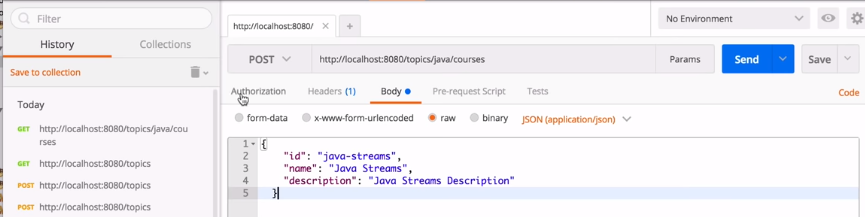 Filter
History
Collections
Save to collection
Today
GET http://localhost:8080/topics/java/cou
rses
GET http://localhost:8080/topics
POST http://localhost:8080/topics
POST http://localhost:8080/topics
http://localhost:8080/
No Environment
POST http://localhost:8080/topics/java/courses Params Send Save
Authorization Headers (1) Body Pre-request Script Tests Code
form-data x-www-form-urlencoded raw binary JSON (application/json)
1 {
2 "id": "java-streams",
3 "name": "Java Streams",
4 "description": "Java Streams Description"
5 }